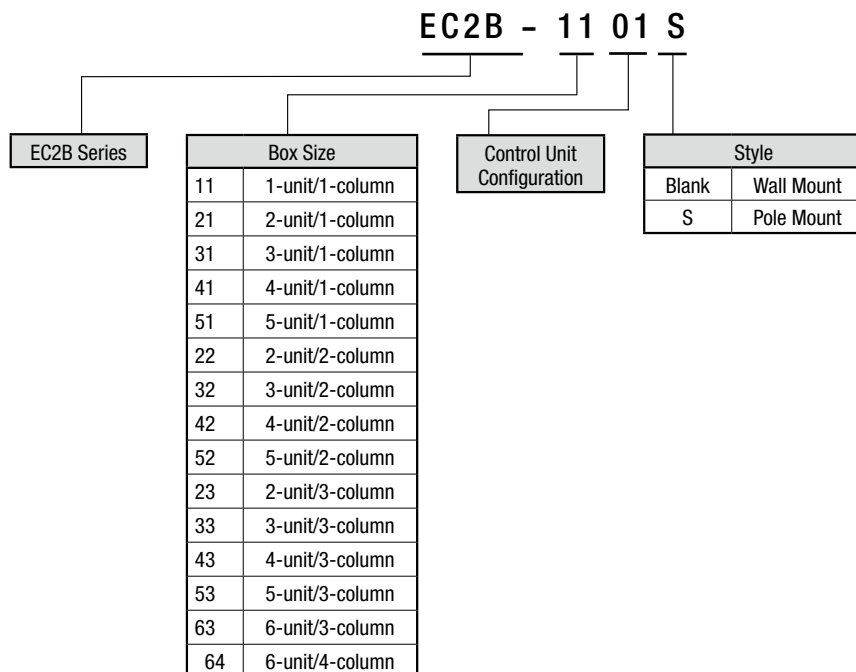 EC2B – 11 01 S
EC2B Series
Box Size
11 1-unit/1-column
21 2-unit/1-column
31 3-unit/1-column
41 4-unit/1-column
51 5-unit/1-column
22 2-unit/2-column
32 3-unit/2-column
42 4-unit/2-column
52 5-unit/2-column
23 2-unit/3-column
33 3-unit/3-column
43 4-unit/3-column
53 5-unit/3-column
63 6-unit/3-column
64 6-unit/4-column
Control Unit
Configuration
Style
Blank Wall Mount
S Pole Mount